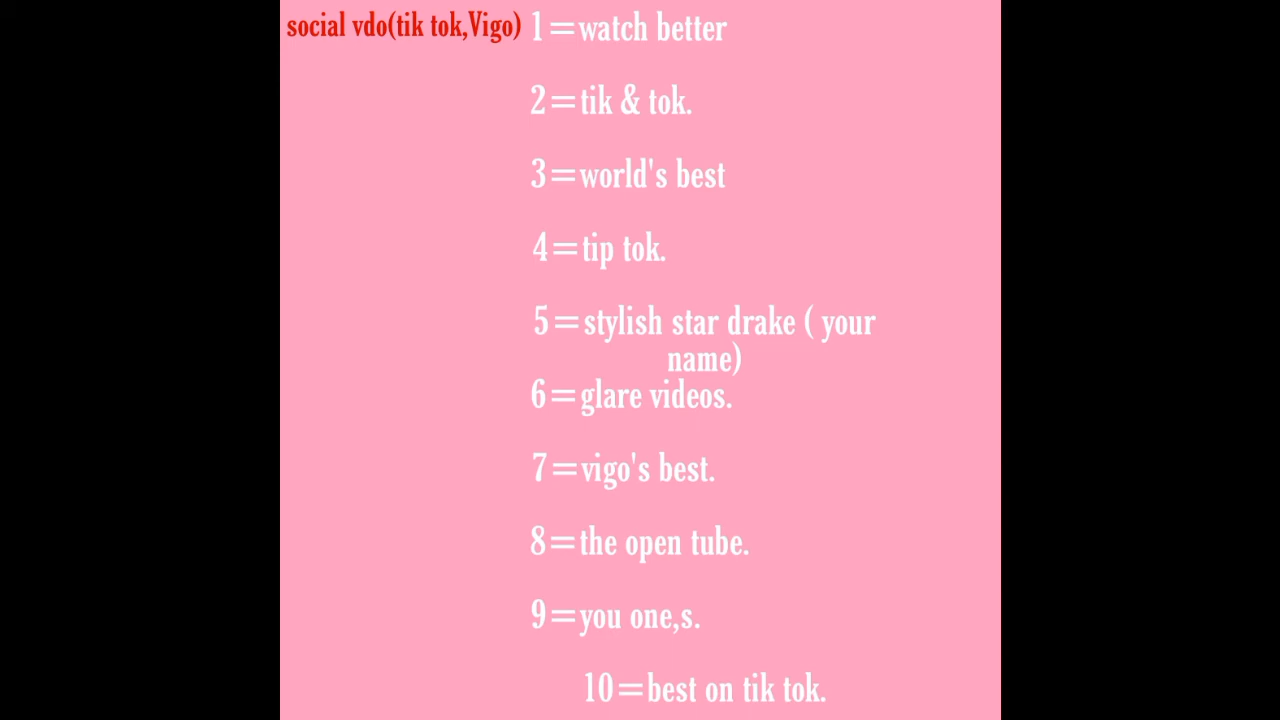 social vdo(tik tok,Vigo)
1=watch better
2=tik & tok.
3=world's best
4=tip tok.
5=stylish star drake ( your
name)
6=glare videos.
7=vigo's best.
8=the open tube.
9=you one,s.
10=best on tik tok.